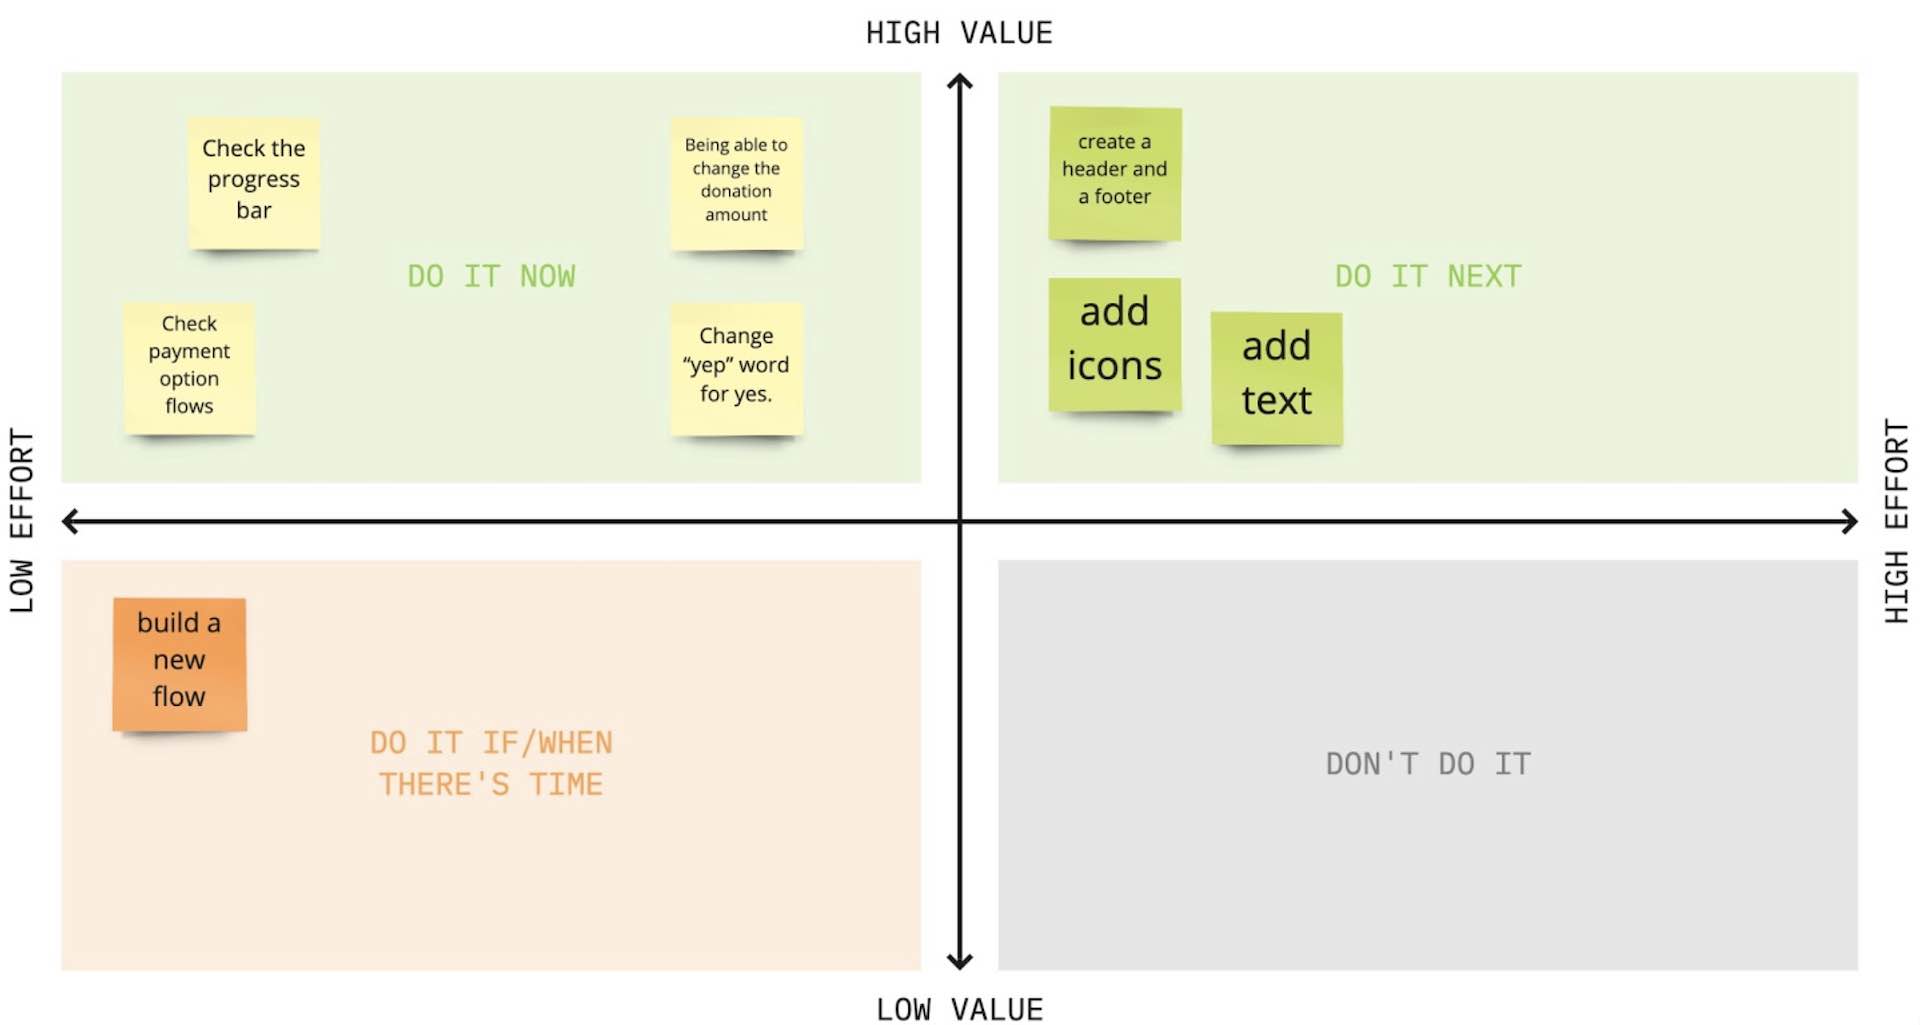 HIGH VALUE
Check the
progress
bar
Being able to
change the
donation
amount
DO IT NOW
Check
payment
option
flows
Change
“yep” word
for yes.
create a
header and
a footer
DO IT NEXT
add
icons
add
text
LOW EFFORT
HIGH EFFORT
build a
new
flow
DO IT IF/WHEN
THERE'S TIME
DON'T DO IT
LOW VALUE